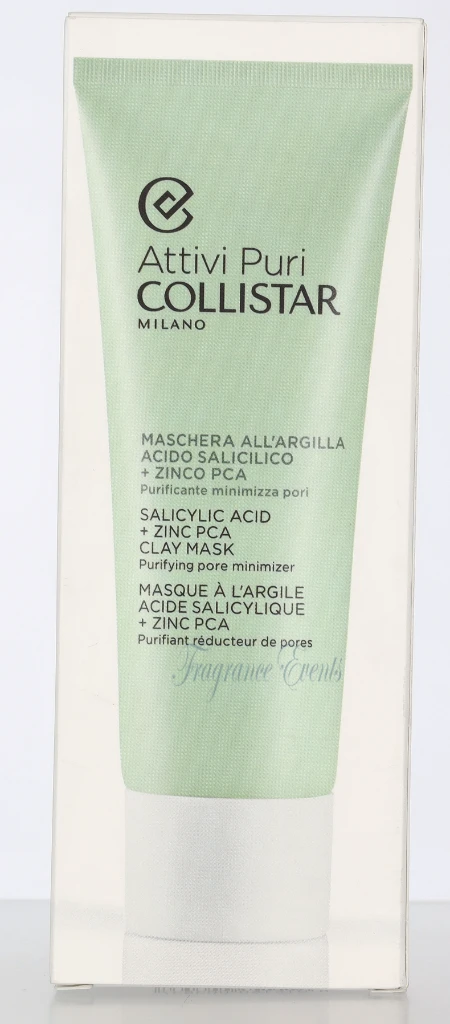 Attivi Puri
COLLISTAR
MILANO
MASCHERA ALL'ARGILLA
ACIDO SALICILICO
+ ZINCO PCA
Purificante minimizza pori
SALICYLIC ACID
+ ZINC PCA
CLAY MASK
Purifying pore minimizer
MASQUE À L'ARGILE
ACIDE SALICYLIQUE
+ ZINC PCA
Purifiant réducteur de pores
Fragrance Events